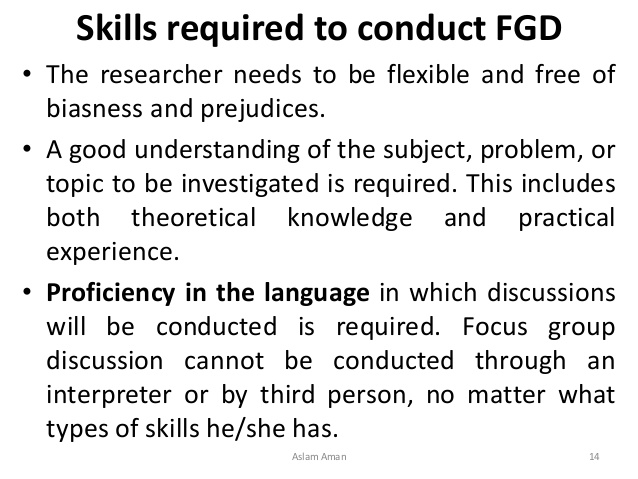 Skills required to conduct FGD
• The researcher needs to be flexible and free of
biasness and prejudices.
• A good understanding of the subject, problem, or
topic to be investigated is required. This includes
both theoretical knowledge and practical
experience.
• Proficiency in the language in which discussions
will be conducted is required. Focus group
discussion cannot be conducted through an
interpreter or by third person, no matter what
types of skills he/she has.
Aslam Aman
14